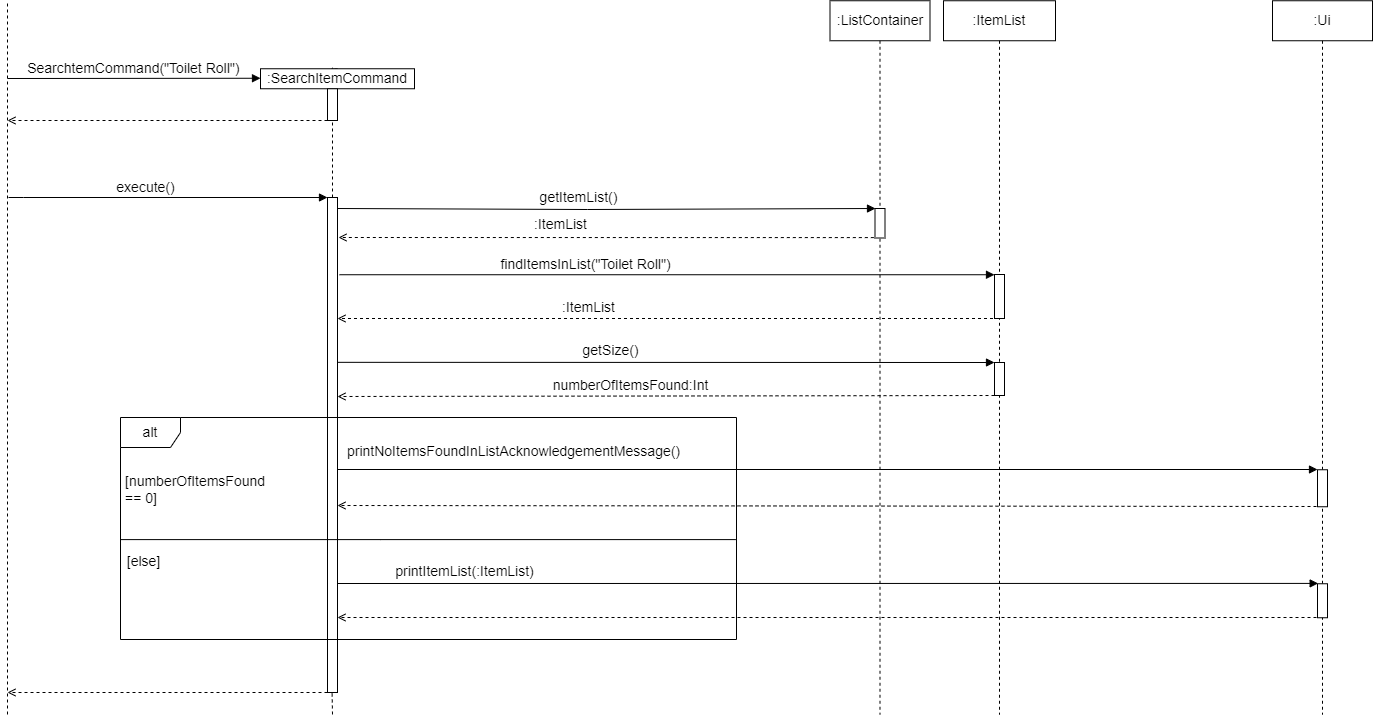 :ListContainer
:ItemList
:Ui
SearchtemCommand("Toilet Roll")
:SearchItemCommand
execute()
getItemList()
:ItemList
findItemsInList("Toilet Roll")
:ItemList
getSize()
numberOfItemsFound:Int
alt
printNoItemsFoundInListAcknowledgementMessage()
[numberOfItemsFound
== 0]
[else]
printItemList(:ItemList)